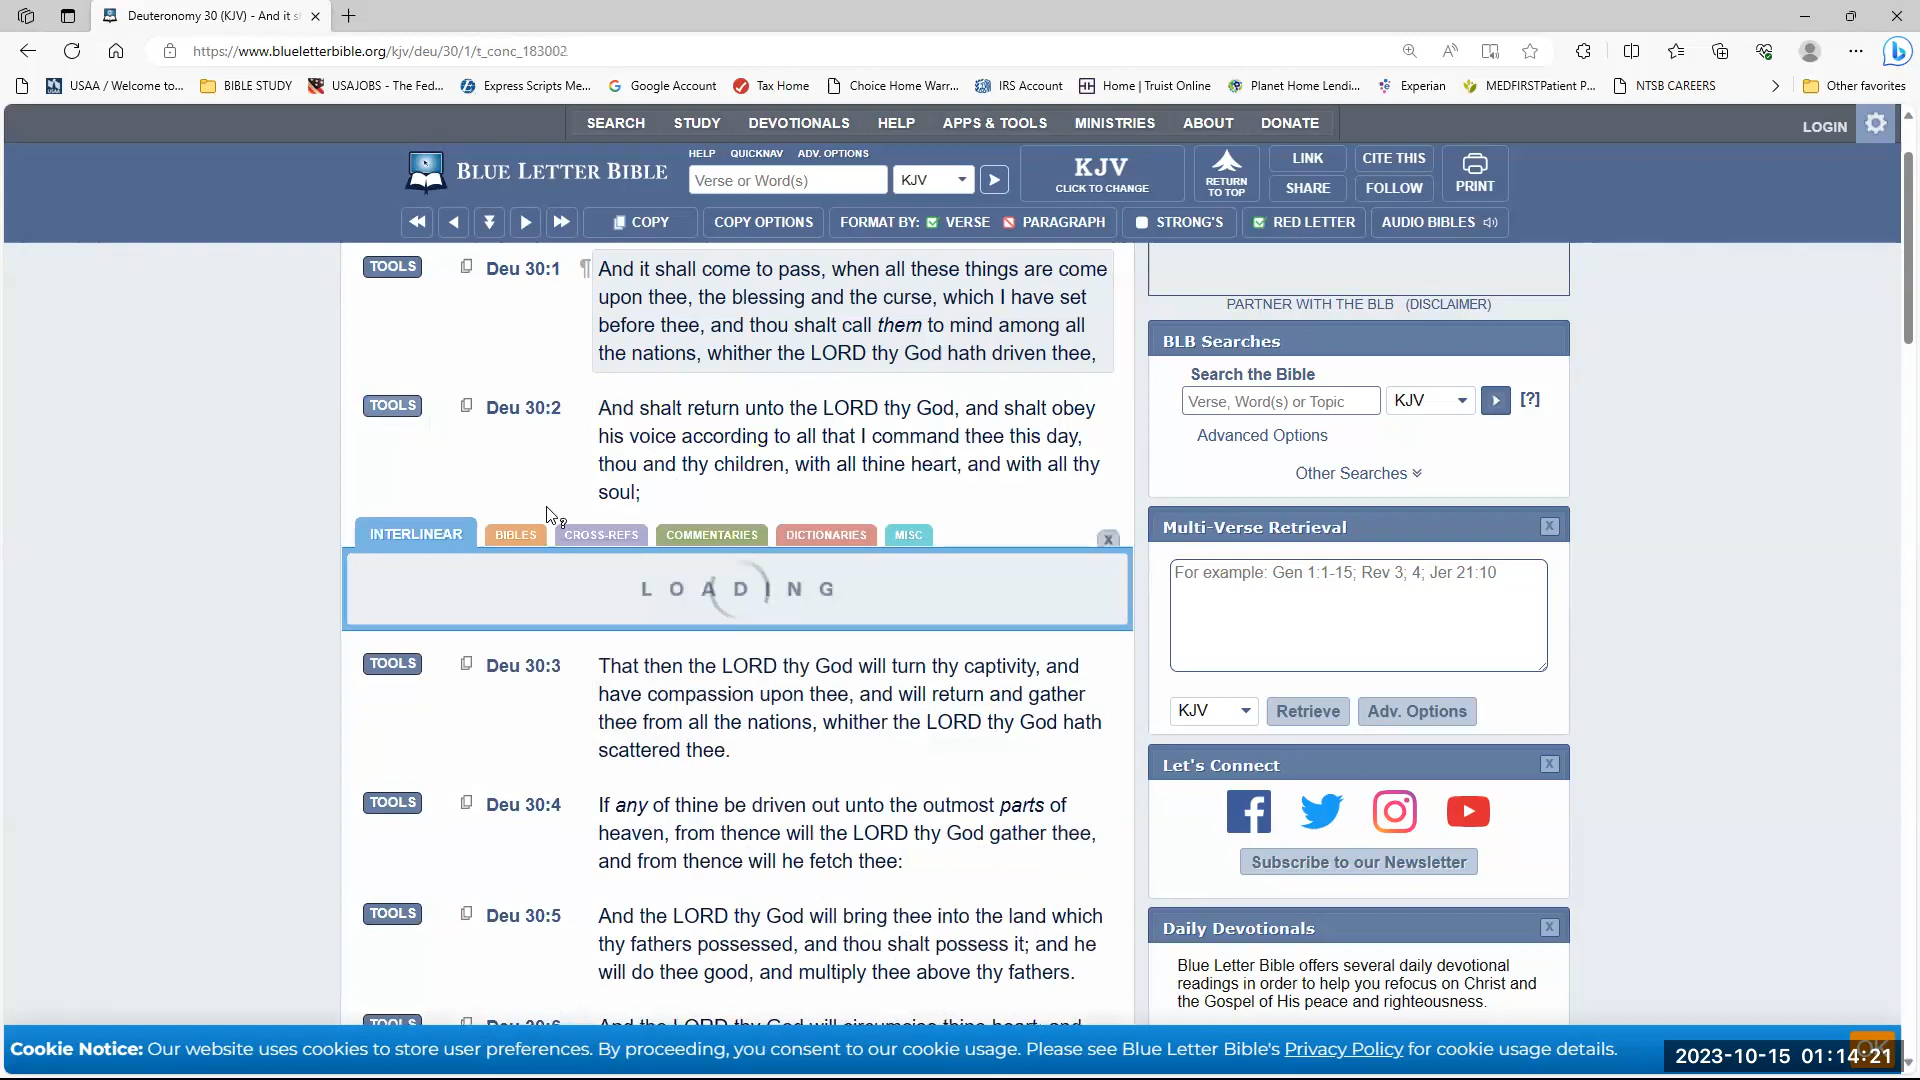 Deuteronomy 30 (KJV) - And it s
https://www.blueletterbible.org/kjv/deu/30/1/t_conc_183002
USAA / Welcome to... BIBLE STUDY USAJOBS - The Fed... Express Scripts Me... Google Account Tax Home Choice Home Warr... IRS Account Home | Truist Online Planet Home Lendi... Experian MEDFIRSTPatient P... NTSB CAREERS Other favorites
SEARCH STUDY DEVOTIONALS HELP APPS & TOOLS MINISTRIES ABOUT DONATE LOGIN
HELP QUICKNAV ADV. OPTIONS
BLUE LETTER BIBLE
Verse or Word(s) KJV
KJV
CLICK TO CHANGE
RETURN
TO TOP
LINK CITE THIS
SHARE FOLLOW
PRINT
COPY COPY OPTIONS FORMAT BY: VERSE PARAGRAPH STRONG'S RED LETTER AUDIO BIBLES
TOOLS Deu 30:1 ¶ And it shall come to pass, when all these things are come
upon thee, the blessing and the curse, which I have set
before thee, and thou shalt call them to mind among all
the nations, whither the LORD thy God hath driven thee,
TOOLS Deu 30:2 And shalt return unto the LORD thy God, and shalt obey
his voice according to all that I command thee this day,
thou and thy children, with all thine heart, and with all thy
soul;
INTERLINEAR BIBLES CROSS-REFS COMMENTARIES DICTIONARIES MISC X
LOADING
TOOLS Deu 30:3 That then the LORD thy God will turn thy captivity, and
have compassion upon thee, and will return and gather
thee from all the nations, whither the LORD thy God hath
scattered thee.
TOOLS Deu 30:4 If any of thine be driven out unto the outmost parts of
heaven, from thence will the LORD thy God gather thee,
and from thence will he fetch thee:
TOOLS Deu 30:5 And the LORD thy God will bring thee into the land which
thy fathers possessed, and thou shalt possess it; and he
will do thee good, and multiply thee above thy fathers.
TOOLS Deu 30:6 And the LORD thy God will circumcise thine heart, and
PARTNER WITH THE BLB (DISCLAIMER)
BLB Searches
Search the Bible
Verse, Word(s) or Topic KJV [?]
Advanced Options
Other Searches
Multi-Verse Retrieval X
For example: Gen 1:1-15; Rev 3; 4; Jer 21:10
KJV Retrieve Adv. Options
Let's Connect X
Subscribe to our Newsletter
Daily Devotionals X
Blue Letter Bible offers several daily devotional
readings in order to help you refocus on Christ and
the Gospel of His peace and righteousness.
Cookie Notice: Our website uses cookies to store user preferences. By proceeding, you consent to our cookie usage. Please see Blue Letter Bible's Privacy Policy for cookie usage details.
2023-10-15 01:14:21